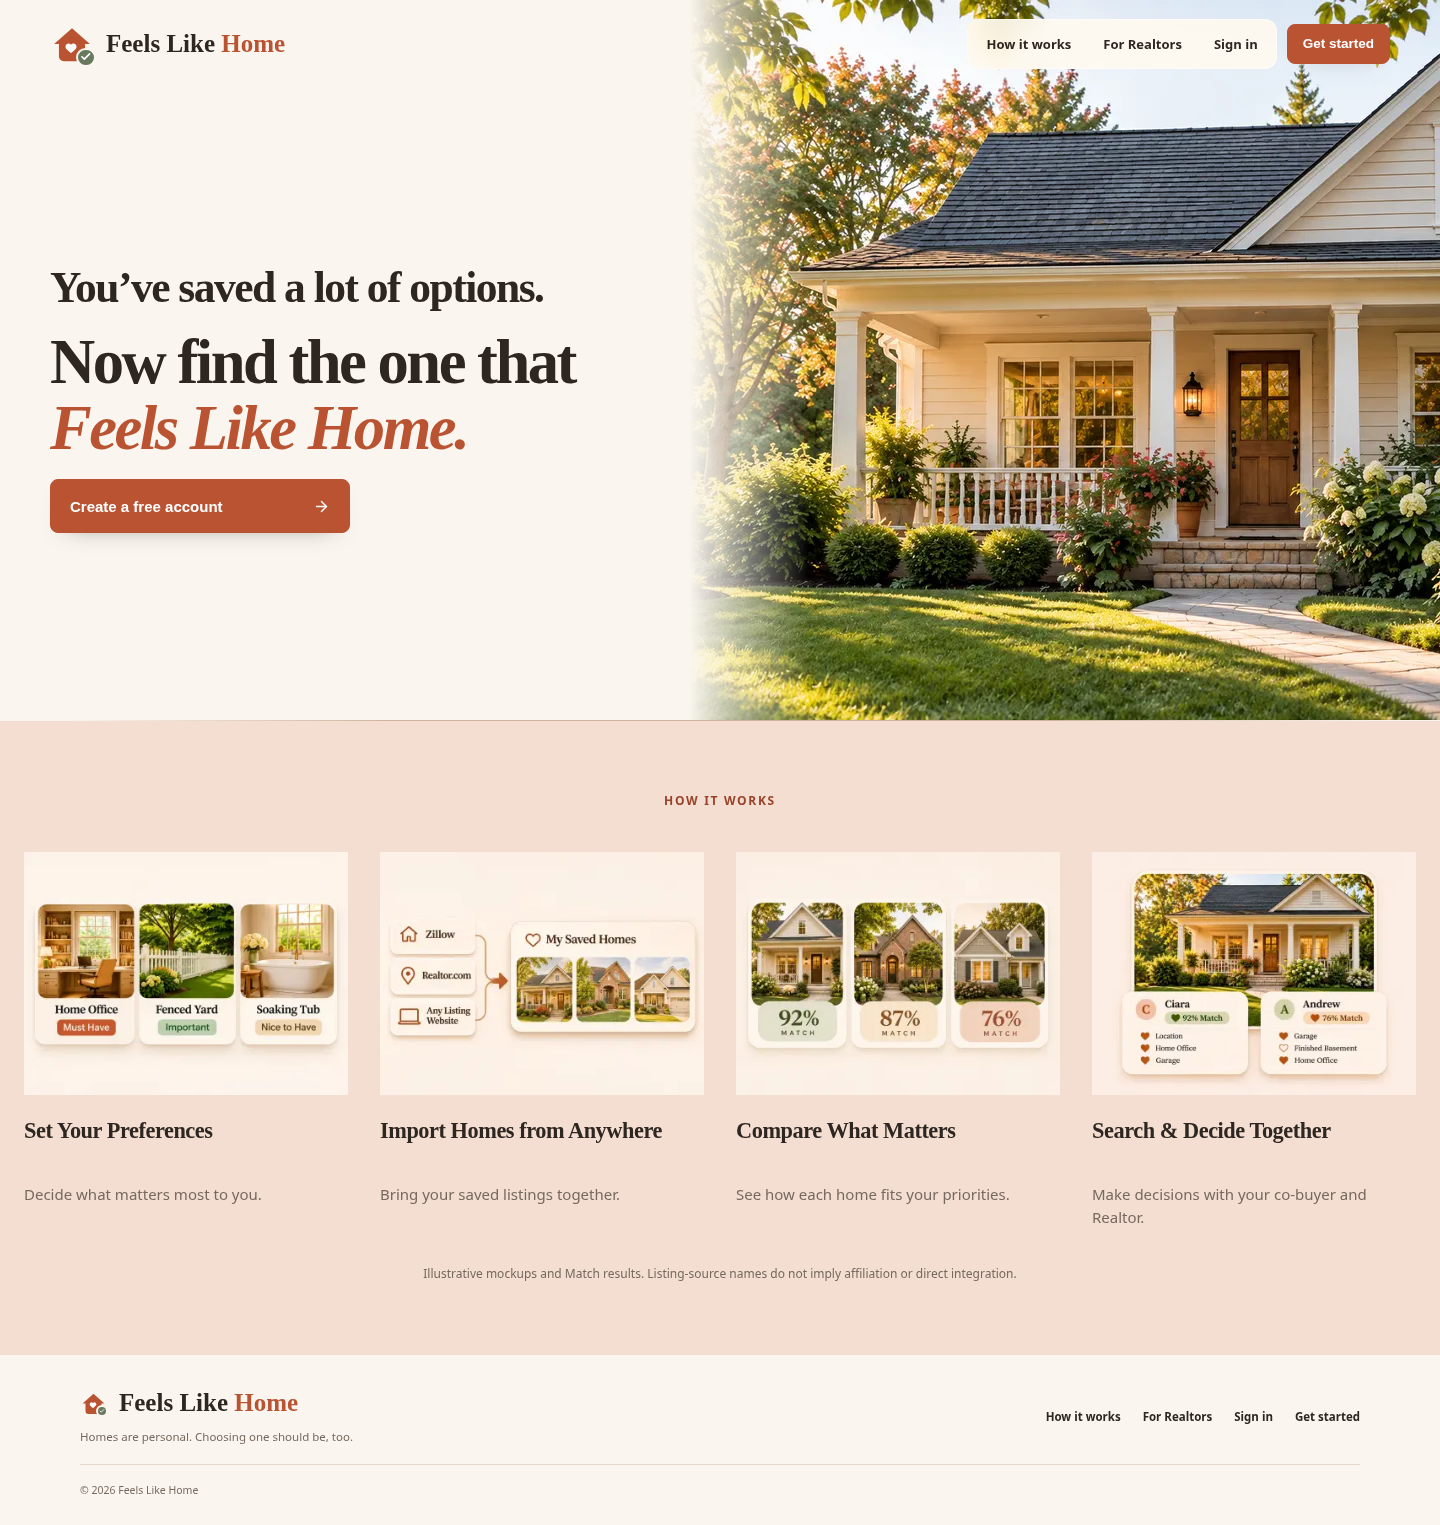 Feels Like Home
How it works
For Realtors
Sign in
Get started
You’ve saved a lot of options.
Now find the one that
Feels Like Home.
Create a free account
HOW IT WORKS
Home Office
Must Have
Fenced Yard
Important
Soaking Tub
Nice to Have
Zillow
Realtor.com
Any Listing
Website
My Saved Homes
92%
MATCH
87%
MATCH
76%
MATCH
C
Ciara
92% Match
Location
Home Office
Garage
A
Andrew
76% Match
Garage
Finished Basement
Home Office
Set Your Preferences
Decide what matters most to you.
Import Homes from Anywhere
Bring your saved listings together.
Compare What Matters
See how each home fits your priorities.
Search & Decide Together
Make decisions with your co-buyer and
Realtor.
Illustrative mockups and Match results. Listing-source names do not imply affiliation or direct integration.
Feels Like Home
Homes are personal. Choosing one should be, too.
How it works
For Realtors
Sign in
Get started
© 2026 Feels Like Home